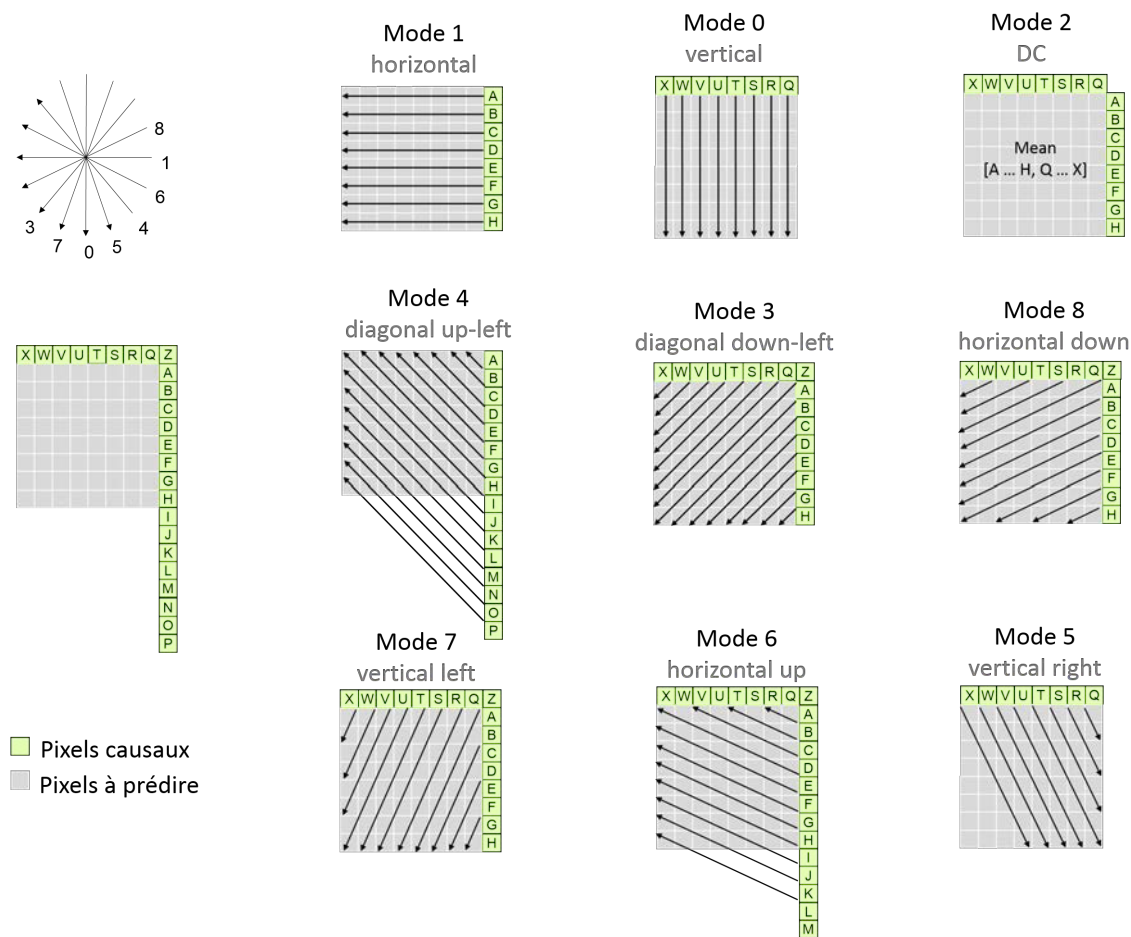 Mode 1
horizontal
A
B
C
D
E
F
G
H
Mode 0
vertical
X W V U T S R Q
Mode 2
DC
X W V U T S R Q
A
B
C
D
E
F
G
H
Mean
[A ... H, Q ... X]
8
1
6
4
5
0
7
3
X W V U T S R Q Z
A
B
C
D
E
F
G
H
I
J
K
L
M
N
O
P
Mode 4
diagonal up-left
A
B
C
D
E
F
G
H
I
J
K
L
M
N
O
P
Mode 3
diagonal down-left
X W V U T S R Q Z
A
B
C
D
E
F
G
H
Mode 8
horizontal down
X W V U T S R Q Z
A
B
C
D
E
F
G
H
Pixels causaux
Pixels à prédire
Mode 7
vertical left
X W V U T S R Q Z
A
B
C
D
E
F
G
H
Mode 6
horizontal up
X W V U T S R Q Z
A
B
C
D
E
F
G
H
I
J
K
L
M
Mode 5
vertical right
X W V U T S R Q